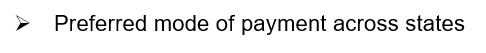 ➢ Preferred mode of payment across states